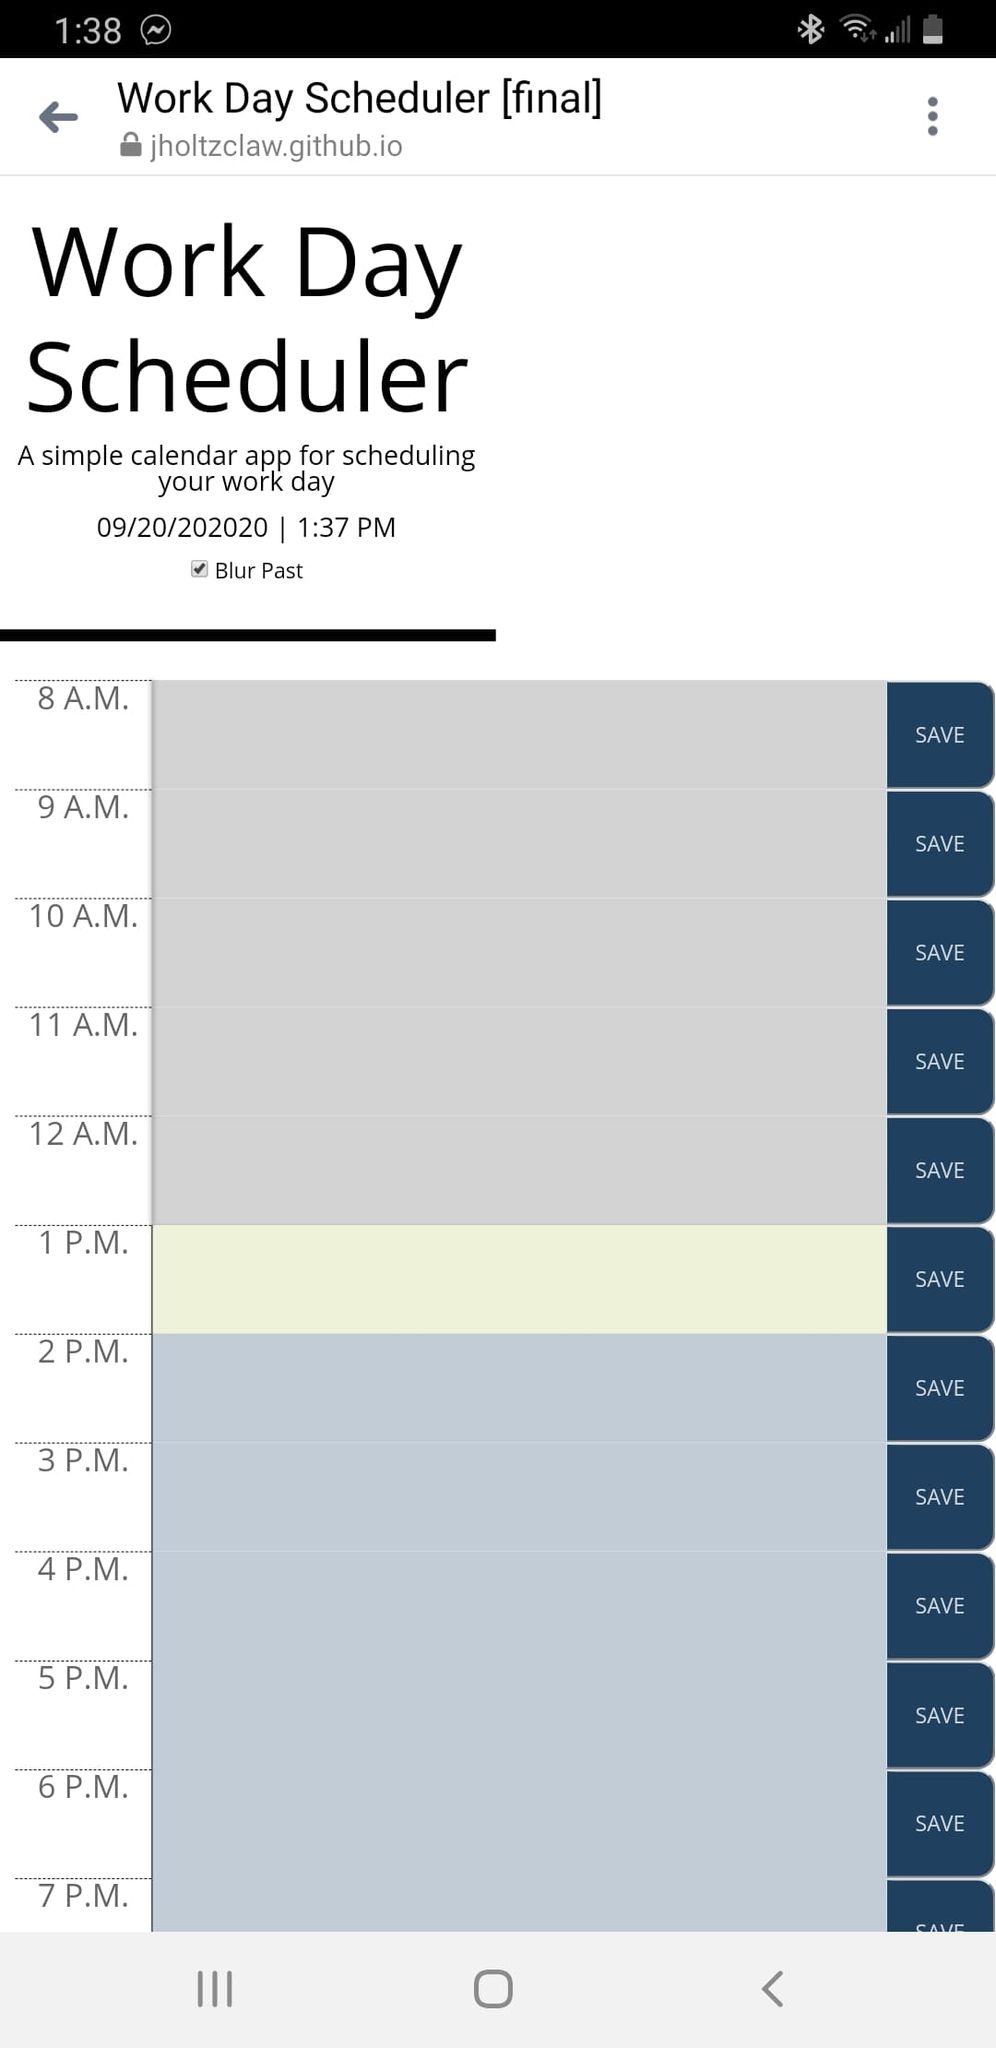 1:38
Work Day Scheduler [final]
jholtzclaw.github.io
Work Day
Scheduler
A simple calendar app for scheduling
your work day
09/20/202020 | 1:37 PM
Blur Past
8 A.M.
SAVE
9 A.M.
SAVE
10 A.M.
SAVE
11 A.M.
SAVE
12 A.M.
SAVE
1 P.M.
SAVE
2 P.M.
SAVE
3 P.M.
SAVE
4 P.M.
SAVE
5 P.M.
SAVE
6 P.M.
SAVE
7 P.M.
SAVE